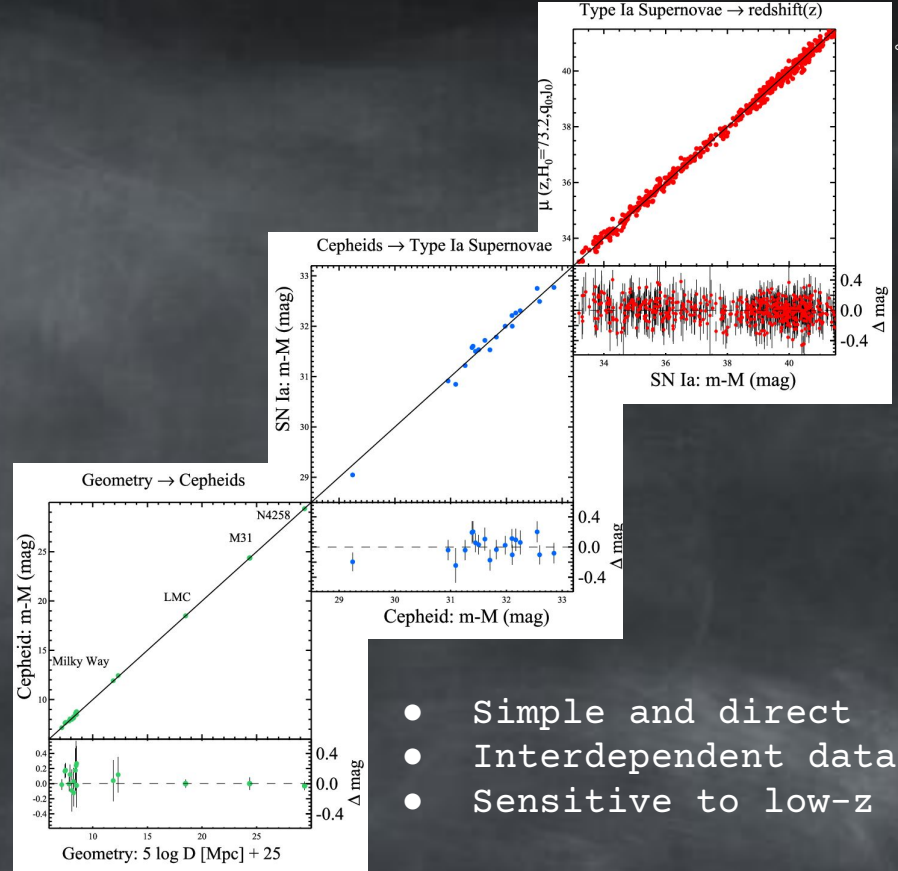 Type Ia Supernovae → redshift(z)
μ (z,H₀=73.2,q₀,j₀)
40
38
36
34
0.4
0.0
-0.4
Δ mag
34 36 38 40
SN Ia: m-M (mag)
Cepheids → Type Ia Supernovae
SN Ia: m-M (mag)
33
32
31
30
29
0.4
0.0
-0.4
Δ mag
29 30 31 32 33
Cepheid: m-M (mag)
Geometry → Cepheids
Cepheid: m-M (mag)
N4258
M31
LMC
Milky Way
25
20
15
10
0.4
0.2
0.0
-0.2
-0.4
0.4
0.0
-0.4
Δ mag
10 15 20 25
Geometry: 5 log D [Mpc] + 25
● Simple and direct
● Interdependent data
● Sensitive to low-z